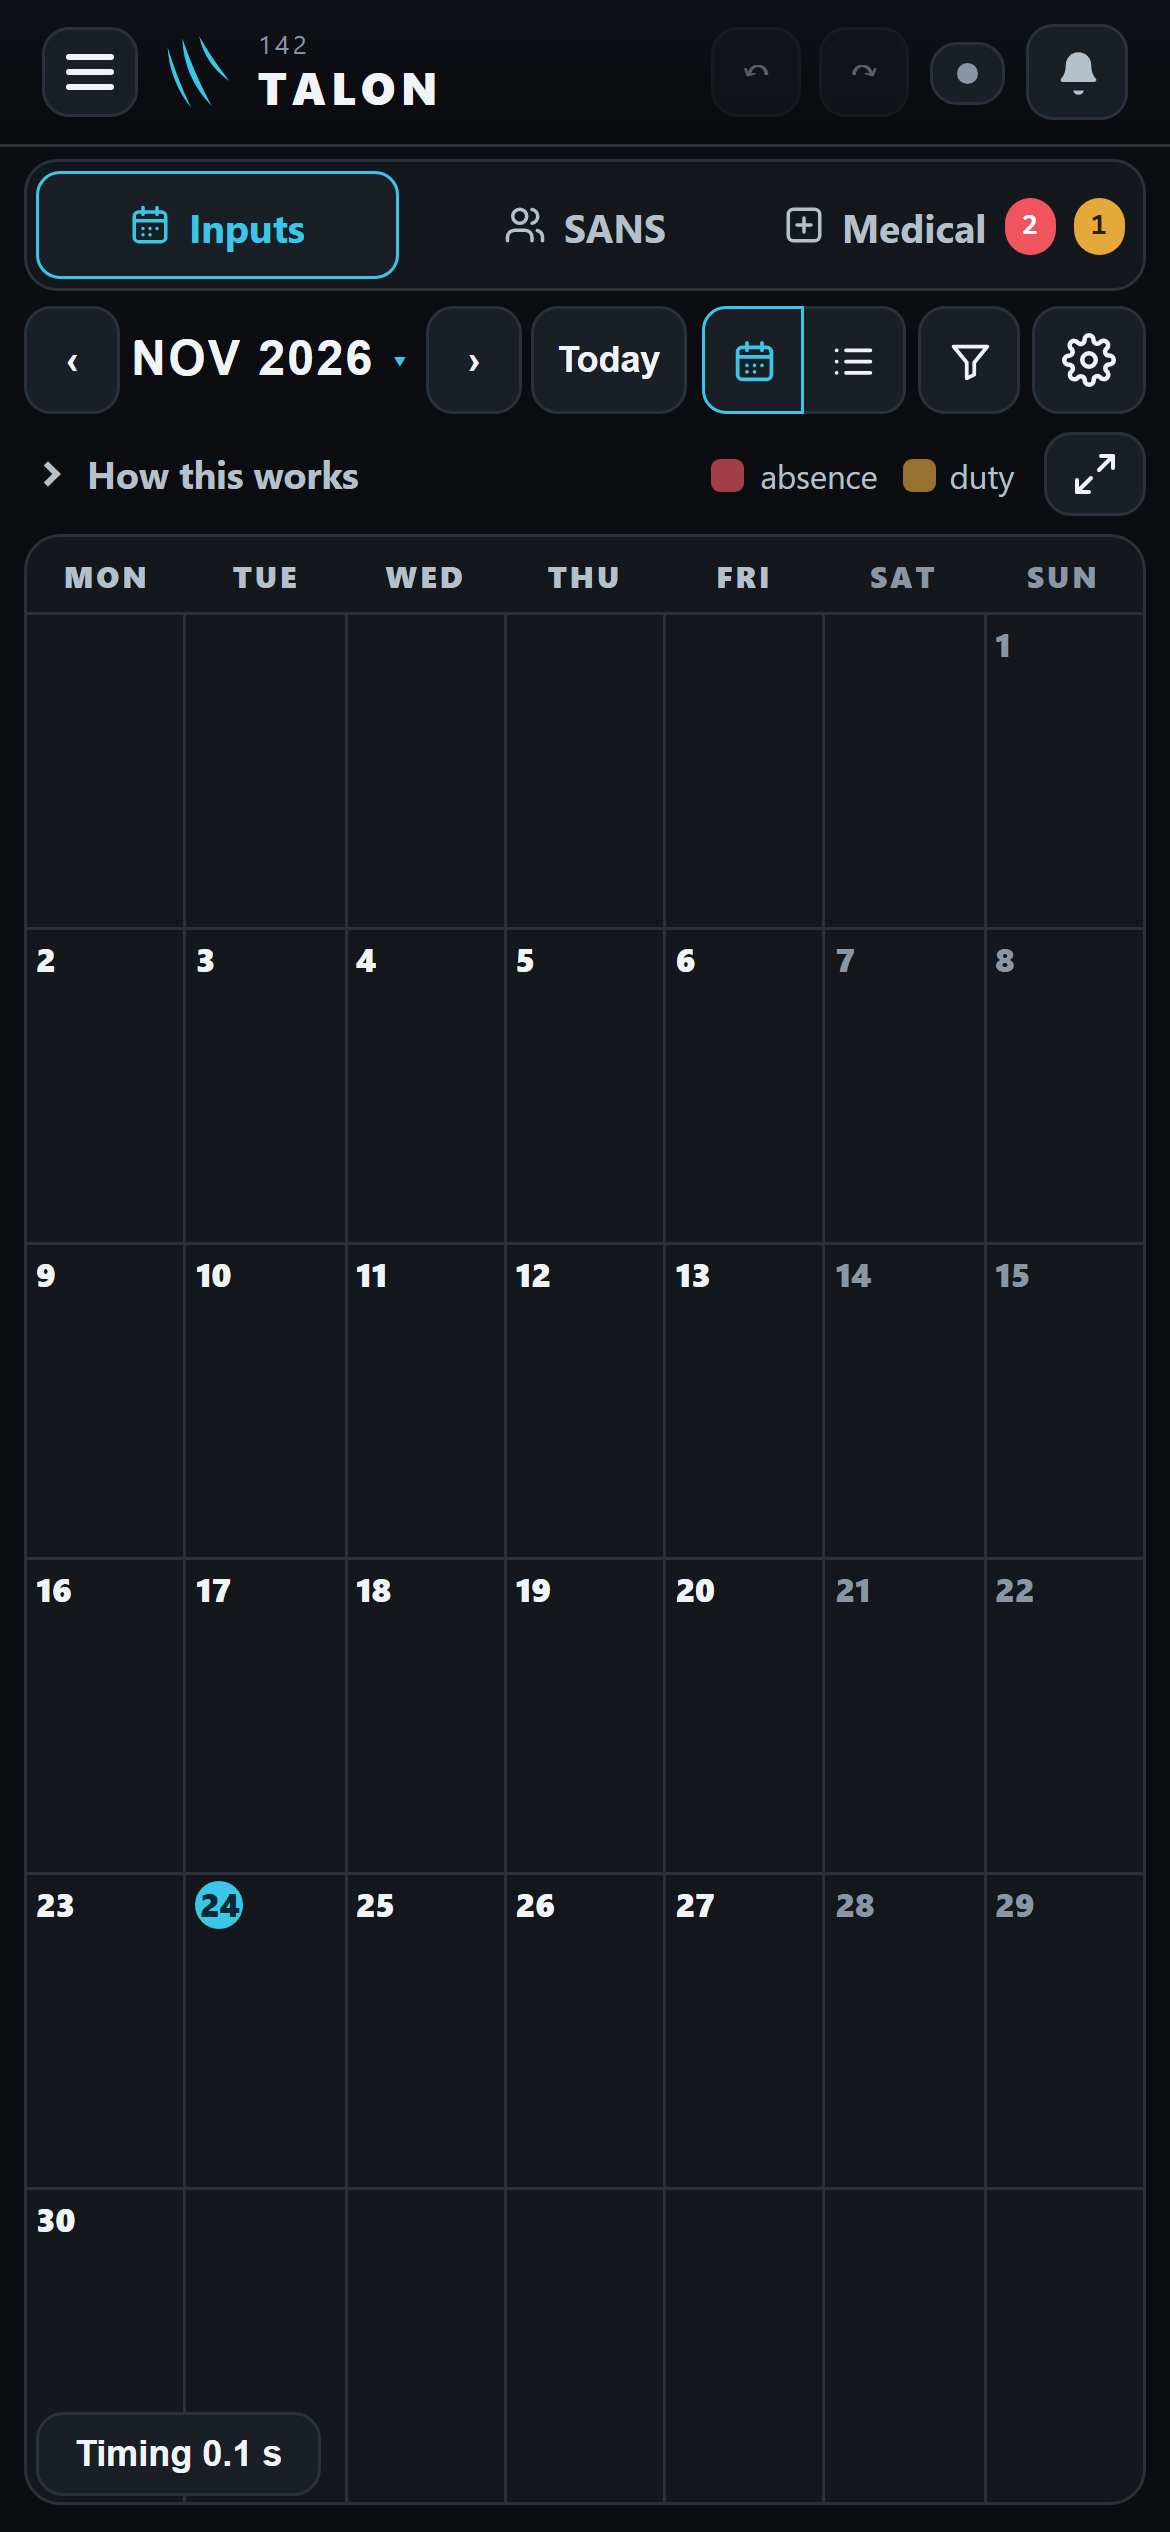 142
TALON
Inputs
SANS
Medical 2 1
‹ NOV 2026 ▾ › Today
How this works
absence duty
MON TUE WED THU FRI SAT SUN
1
2 3 4 5 6 7 8
9 10 11 12 13 14 15
16 17 18 19 20 21 22
23 24 25 26 27 28 29
30
Timing 0.1 s